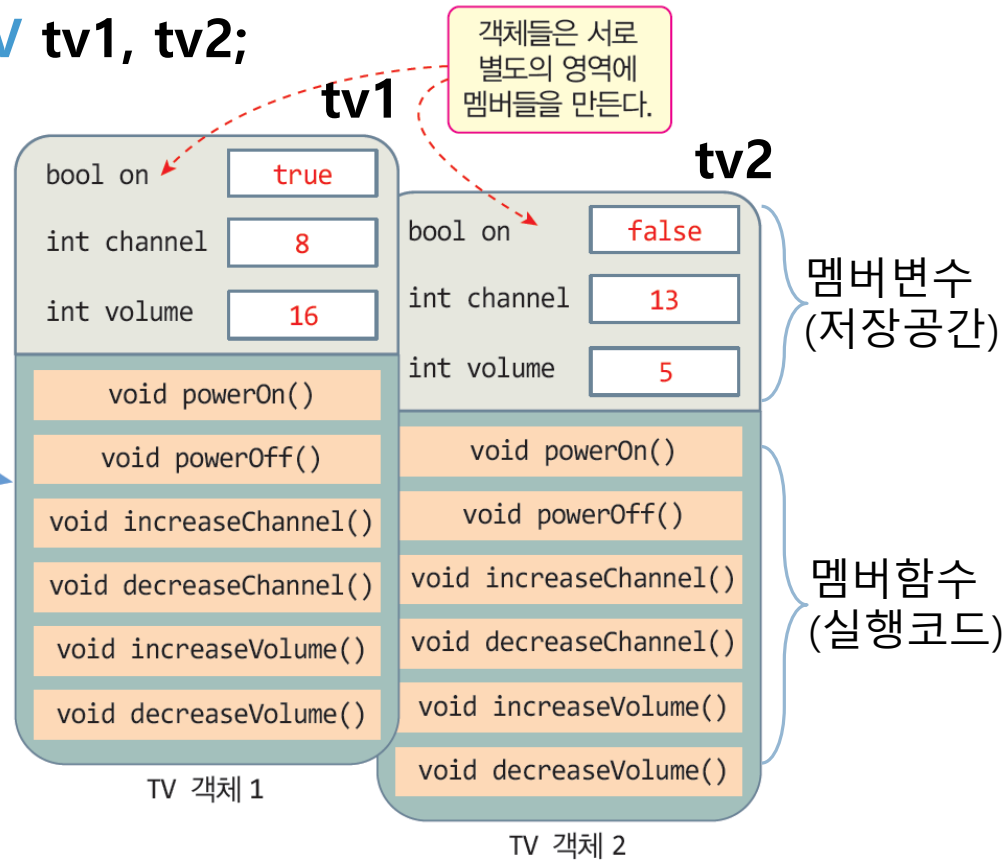 V tv1, tv2;
객체들은 서로
별도의 영역에
멤버들을 만든다.
tv1
bool on true
int channel 8
int volume 16
void powerOn()
void powerOff()
void increaseChannel()
void decreaseChannel()
void increaseVolume()
void decreaseVolume()
TV 객체 1
tv2
bool on false
int channel 13
int volume 5
void powerOn()
void powerOff()
void increaseChannel()
void decreaseChannel()
void increaseVolume()
void decreaseVolume()
TV 객체 2
멤버변수
(저장공간)
멤버함수
(실행코드)